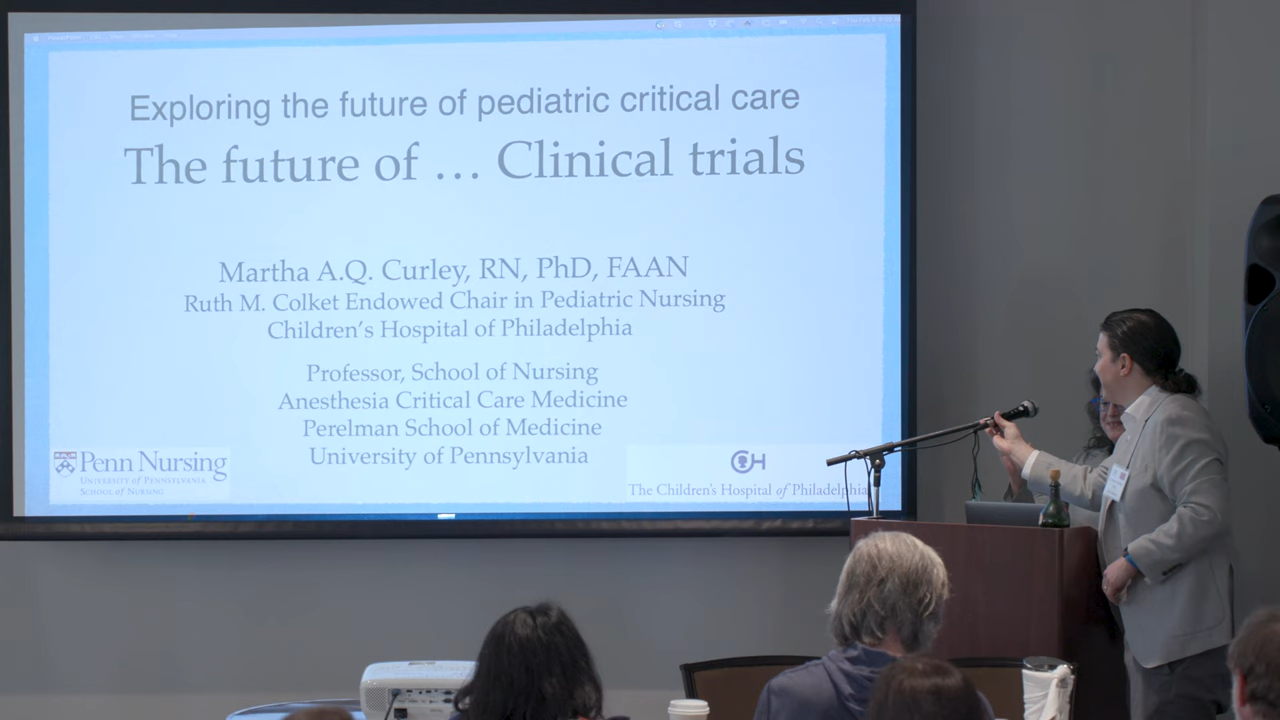 Exploring the future of pediatric critical care
The future of … Clinical trials
Martha A.Q. Curley, RN, PhD, FAAN
Ruth M. Colket Endowed Chair in Pediatric Nursing
Children’s Hospital of Philadelphia
Professor, School of Nursing
Anesthesia Critical Care Medicine
Perelman School of Medicine
University of Pennsylvania
Penn Nursing
University of Pennsylvania
School of Nursing
The Children’s Hospital of Philadelphia